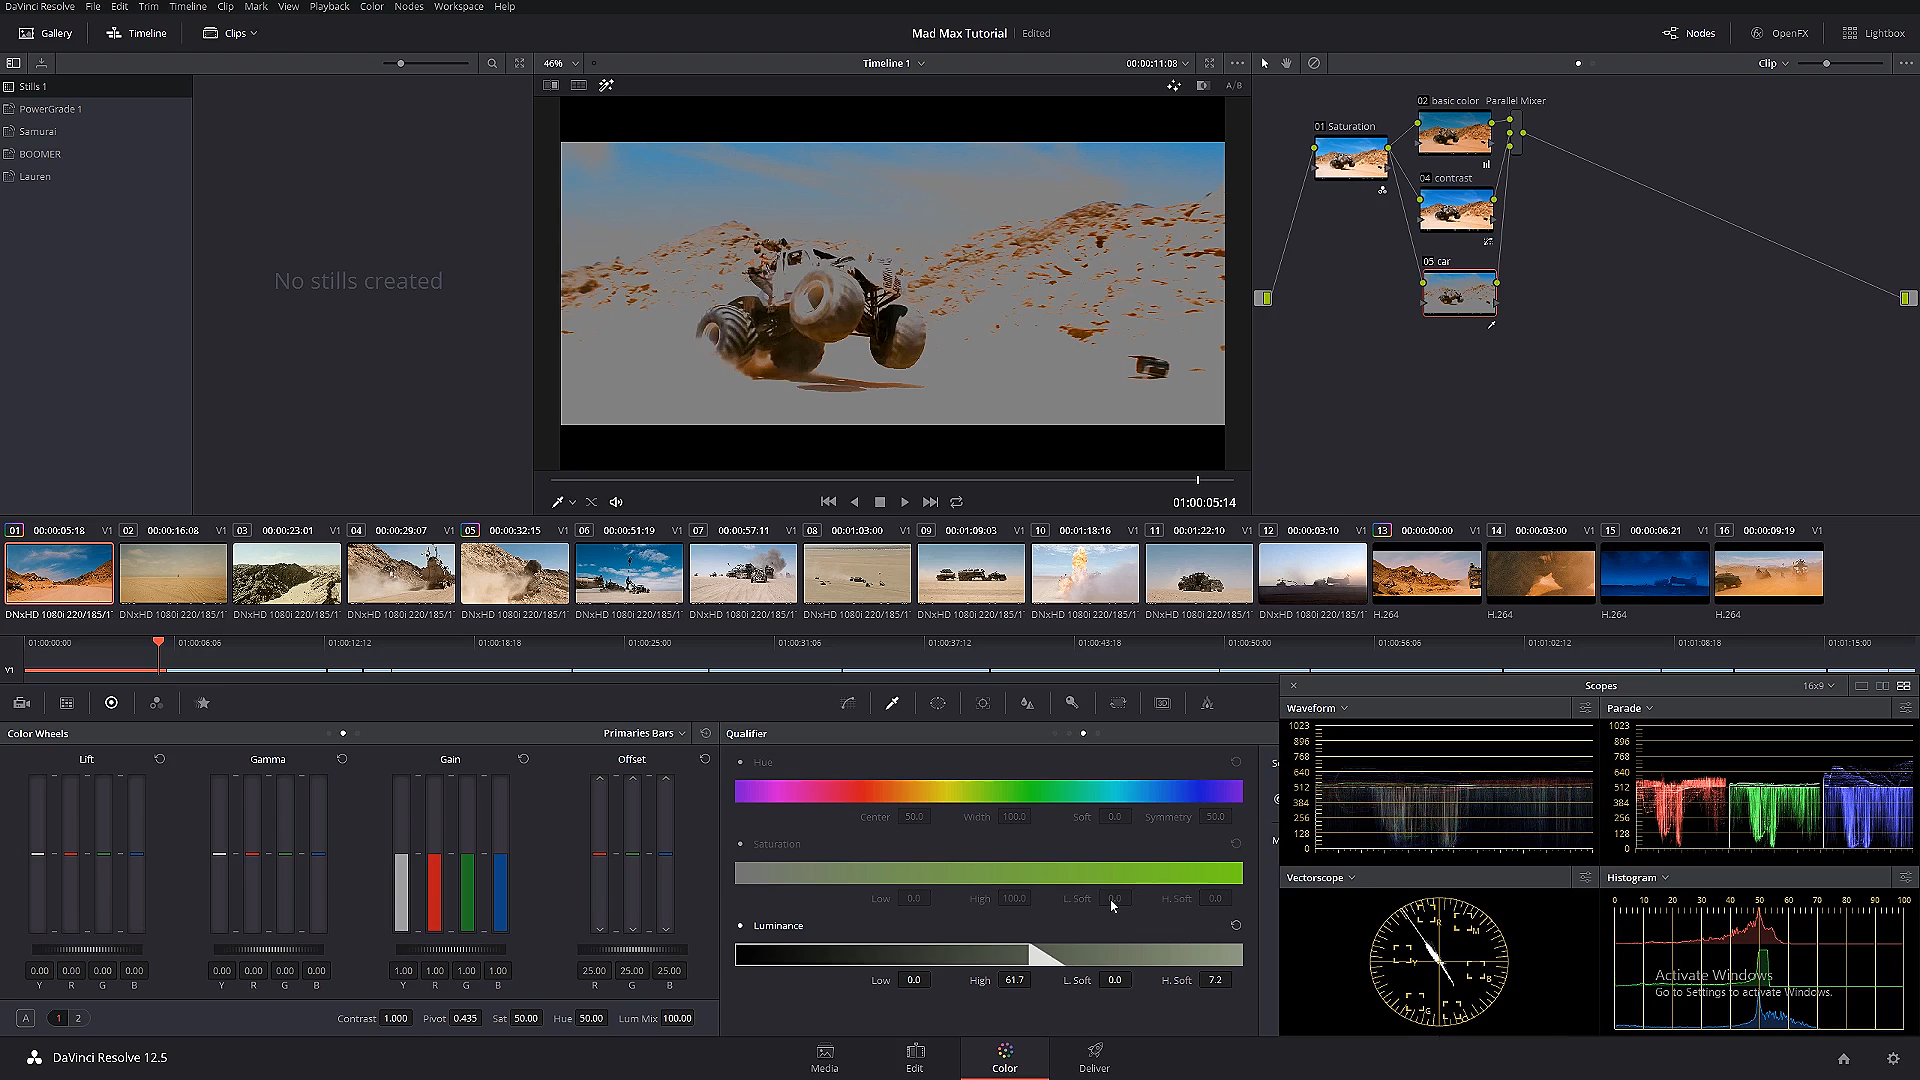 DaVinci Resolve File Edit Trim Timeline Clip Mark View Playback Color Nodes Workspace Help
Gallery Timeline Clips Mad Max Tutorial Edited Nodes OpenFX Lightbox
46% Timeline 1 00:00:11:08 Clip
Stills 1
PowerGrade 1
Samurai
BOOMER
Lauren
No stills created
A/B
02 basic color Parallel Mixer
01 Saturation
04 contrast
05 car
01:00:05:14
01 00:00:05:18 V1 02 00:00:16:08 V1 03 00:00:23:01 V1 04 00:00:29:07 V1 05 00:00:32:15 V1 06 00:00:51:19 V1 07 00:00:57:11 V1 08 00:01:03:00 V1 09 00:01:09:03 V1 10 00:01:18:16 V1 11 00:01:22:10 V1 12 00:00:03:10 V1 13 00:00:00:00 V1 14 00:00:03:00 V1 15 00:00:06:21 V1 16 00:00:09:19 V1
DNxHD 1080i 220/185/1 DNxHD 1080i 220/185/1 DNxHD 1080i 220/185/1 DNxHD 1080i 220/185/1 DNxHD 1080i 220/185/1 DNxHD 1080i 220/185/1 DNxHD 1080i 220/185/1 DNxHD 1080i 220/185/1 DNxHD 1080i 220/185/1 DNxHD 1080i 220/185/1 DNxHD 1080i 220/185/1 DNxHD 1080i 220/185/1 H.264 H.264 H.264 H.264
01:00:00:00 01:00:06:06 01:00:12:12 01:00:18:18 01:00:25:00 01:00:31:06 01:00:37:12 01:00:43:18 01:00:50:00 01:00:56:06 01:01:02:12 01:01:08:18 01:01:15:00
V1
Color Wheels Primaries Bars
Lift Gamma Gain Offset
0.00 0.00 0.00 0.00 0.00 0.00 0.00 0.00 1.00 1.00 1.00 1.00 25.00 25.00 25.00
Y R G B Y R G B Y R G B R G B
A 1 2 Contrast 1.000 Pivot 0.435 Sat 50.00 Hue 50.00 Lum Mix 100.00
Qualifier
Hue
Center 50.0 Width 100.0 Soft 0.0 Symmetry 50.0
Saturation
Low 0.0 High 100.0 L. Soft 0.0 H. Soft 0.0
Luminance
Low 0.0 High 61.7 L. Soft 0.0 H. Soft 7.2
Scopes 16x9
Waveform
1023
896
768
640
512
384
256
128
0
Parade
1023
896
768
640
512
384
256
128
0
Vectorscope
R M B G Y
Histogram
0 10 20 30 40 50 60 70 80 90 100
Activate Windows
Go to Settings to activate Windows.
0 10 20 30 40 50 60 70 80 90 100
DaVinci Resolve 12.5 Media Edit Color Deliver